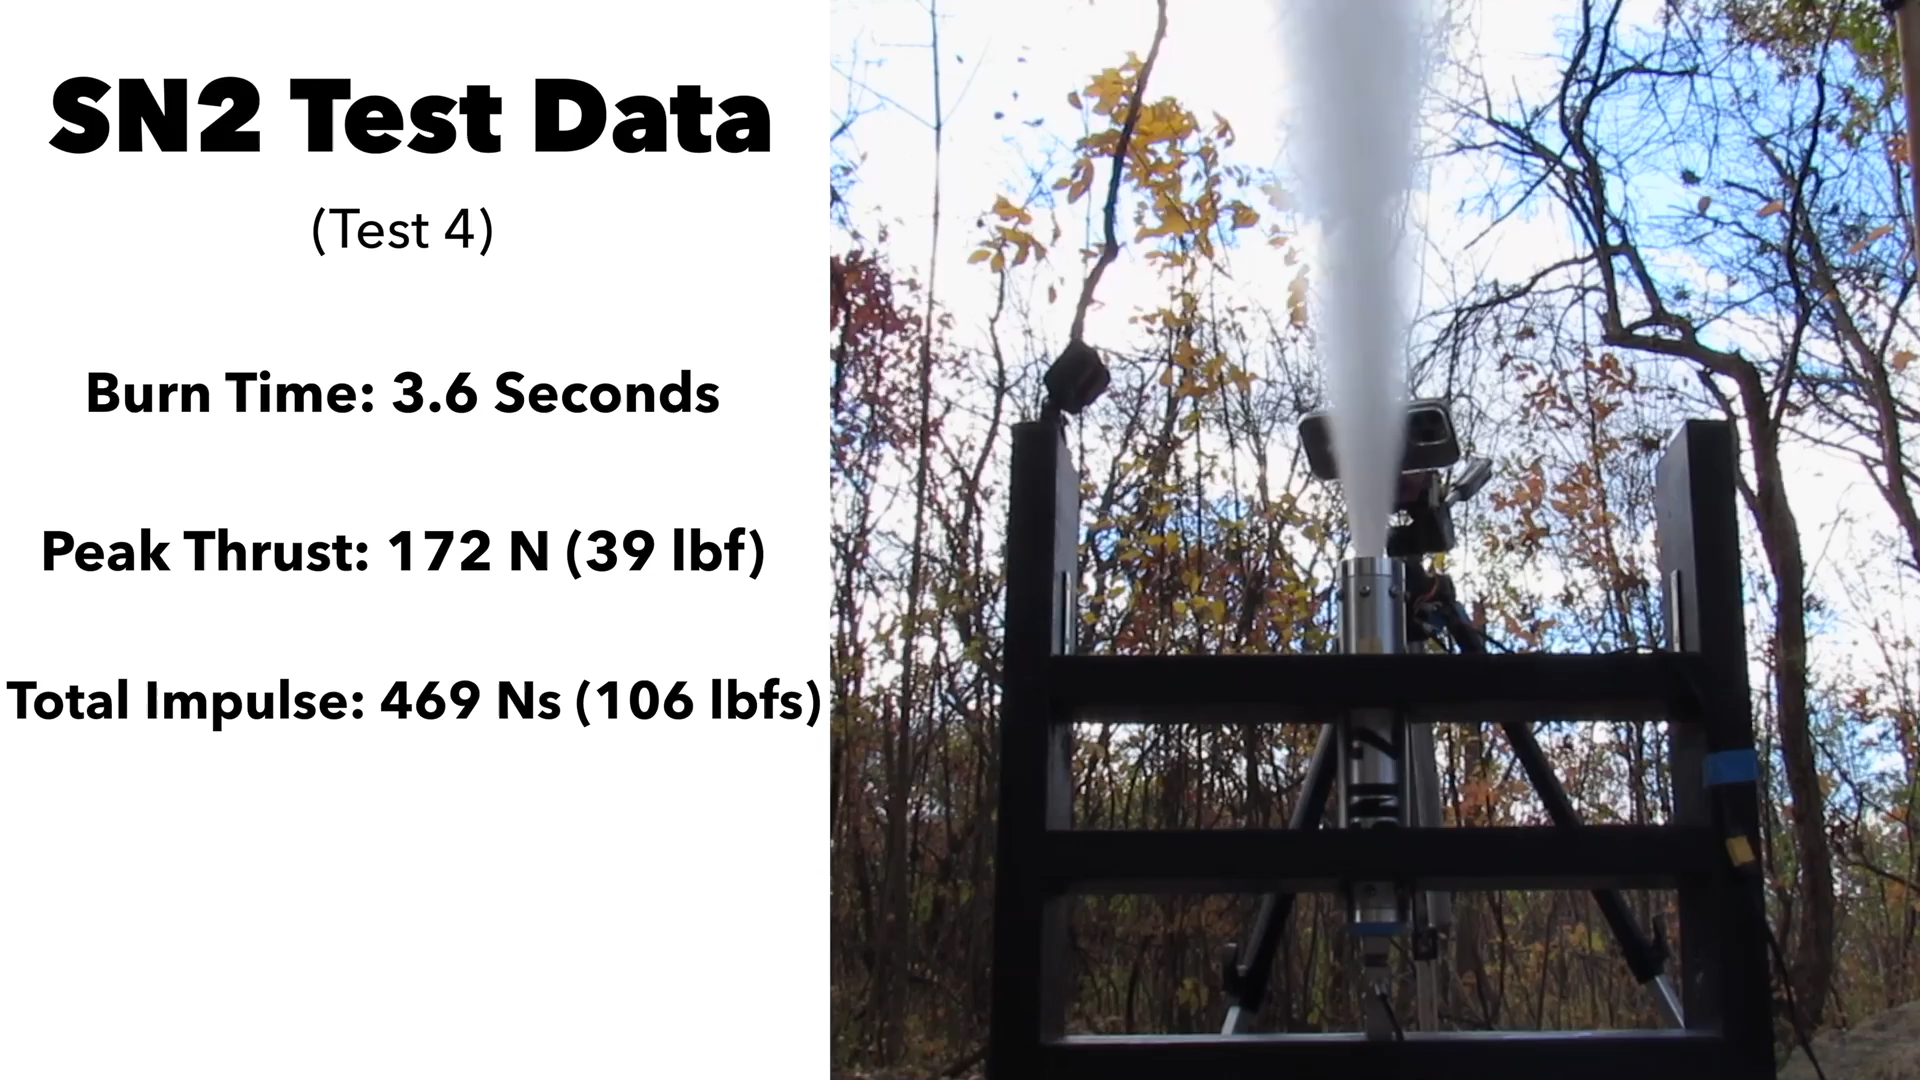 SN2 Test Data
(Test 4)
Burn Time: 3.6 Seconds
Peak Thrust: 172 N (39 lbf)
Total Impulse: 469 Ns (106 lbfs)